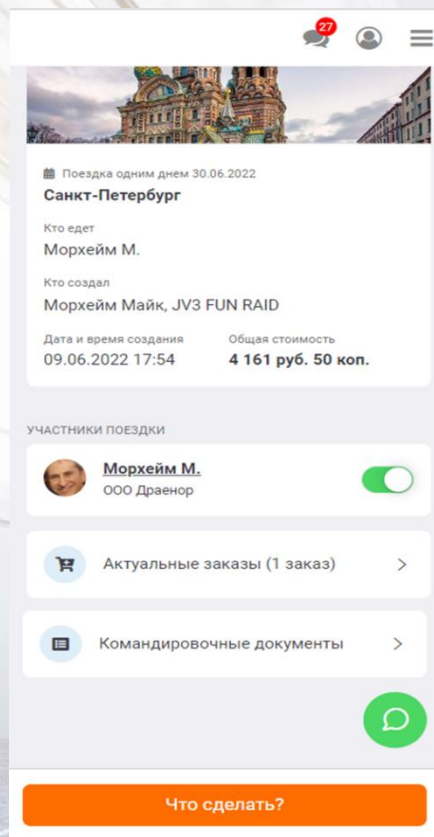 27
Поездка одним днем 30.06.2022
Санкт-Петербург
Кто едет
Морхейм М.
Кто создал
Морхейм Майк, JV3 FUN RAID
Дата и время создания
Общая стоимость
09.06.2022 17:54
4 161 руб. 50 коп.
УЧАСТНИКИ ПОЕЗДКИ
Морхейм М.
ООО Драенор
Актуальные заказы (1 заказ)
Командировочные документы
Что сделать?